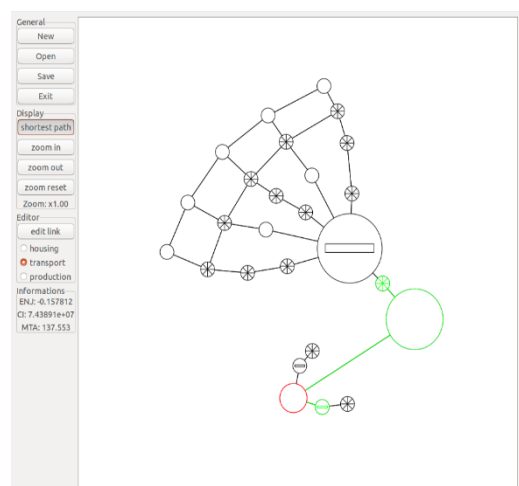 General
New
Open
Save
Exit
Display
shortest path
zoom in
zoom out
zoom reset
Zoom: x1.00
Editor
edit link
housing
transport
production
Informations
ENJ: -0.157812
CI: 7.43891e+07
MTA: 137.553